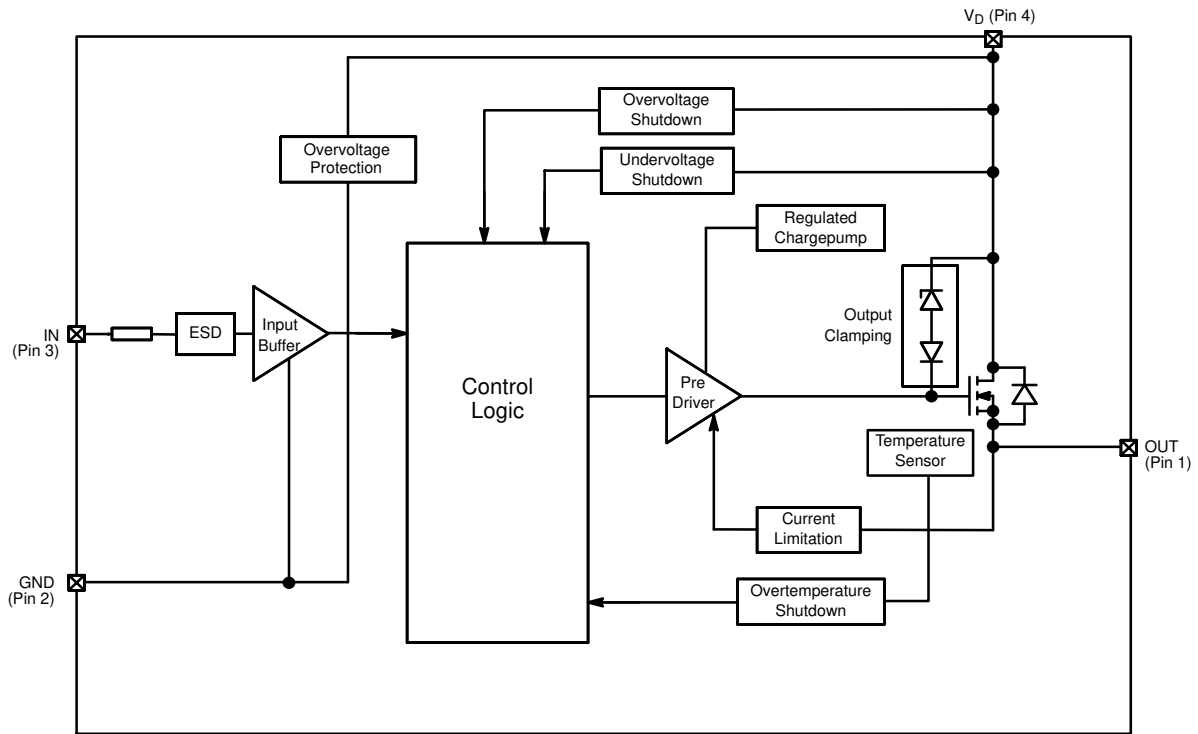 VD (Pin 4)
Overvoltage
Shutdown
Overvoltage
Protection
Undervoltage
Shutdown
Regulated
Chargepump
IN
(Pin 3)
ESD
Input
Buffer
Output
Clamping
Control
Logic
Pre
Driver
Temperature
Sensor
OUT
(Pin 1)
Current
Limitation
GND
(Pin 2)
Overtemperature
Shutdown